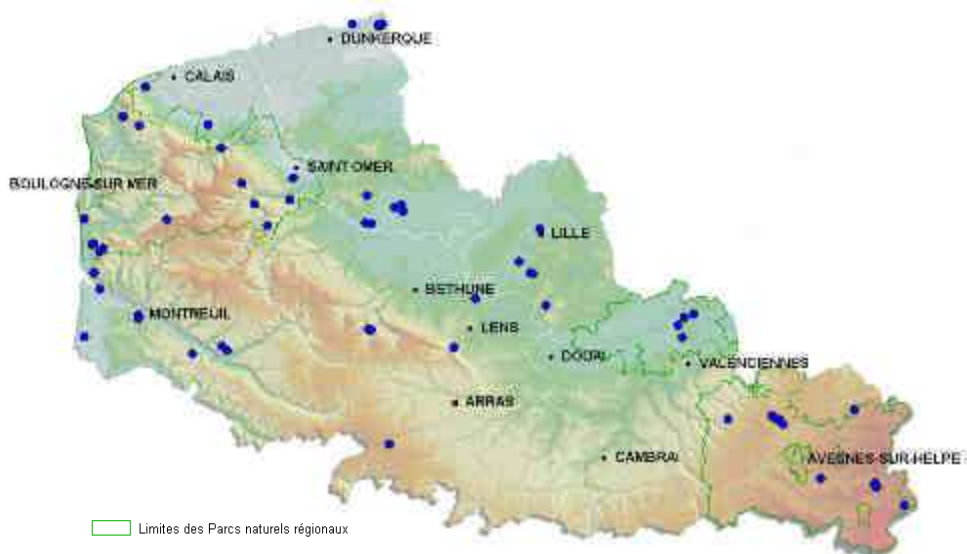 DUNKERQUE
CALAIS
SAINT-OMER
BOULOGNE-SUR MER
LILLE
BETHUNE
MONTREUIL
LENS
DOUAI
VALENCIENNES
ARRAS
CAMBRAI
AVESNES-SUR-HELPE
Limites des Parcs naturels régionaux